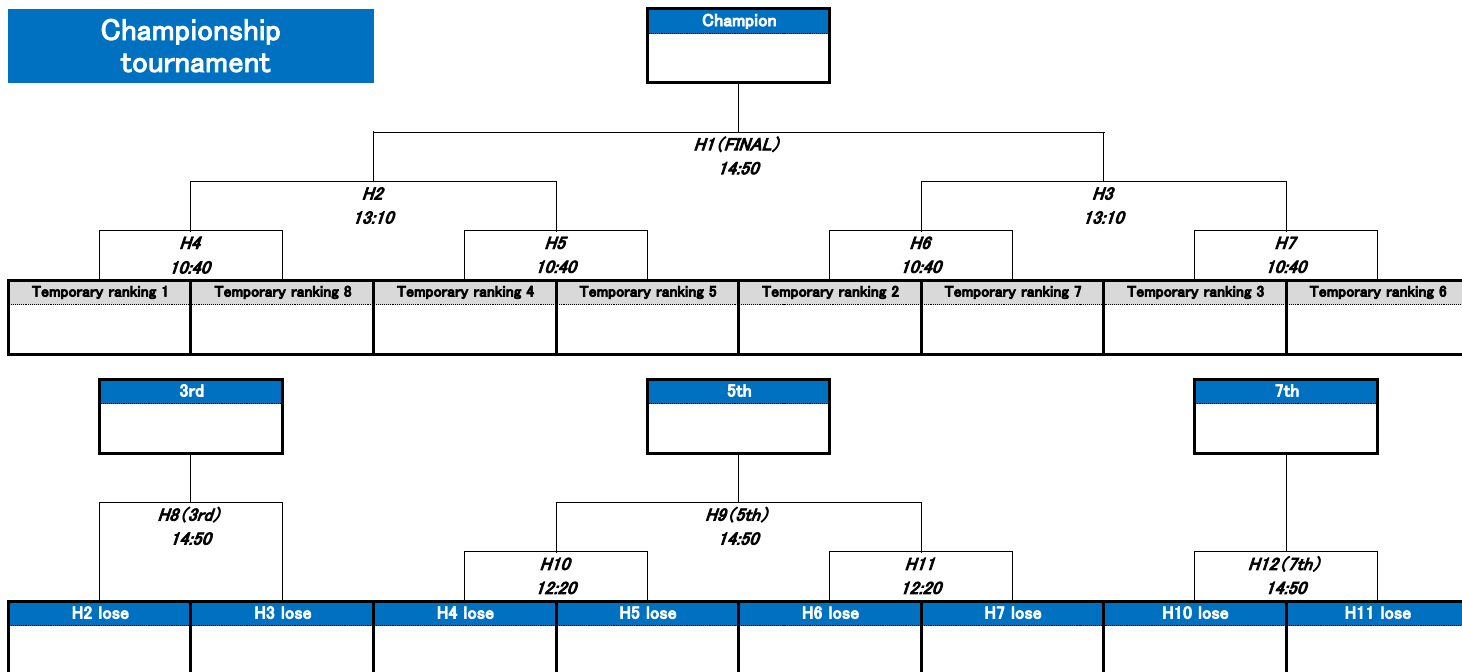 Championship
tournament
Champion
H1(FINAL)
14:50
H2
13:10
H3
13:10
H4
10:40
H5
10:40
H6
10:40
H7
10:40
Temporary ranking 1
Temporary ranking 8
Temporary ranking 4
Temporary ranking 5
Temporary ranking 2
Temporary ranking 7
Temporary ranking 3
Temporary ranking 6
3rd
5th
7th
H8(3rd)
14:50
H9(5th)
14:50
H10
12:20
H11
12:20
H12(7th)
14:50
H2 lose
H3 lose
H4 lose
H5 lose
H6 lose
H7 lose
H10 lose
H11 lose